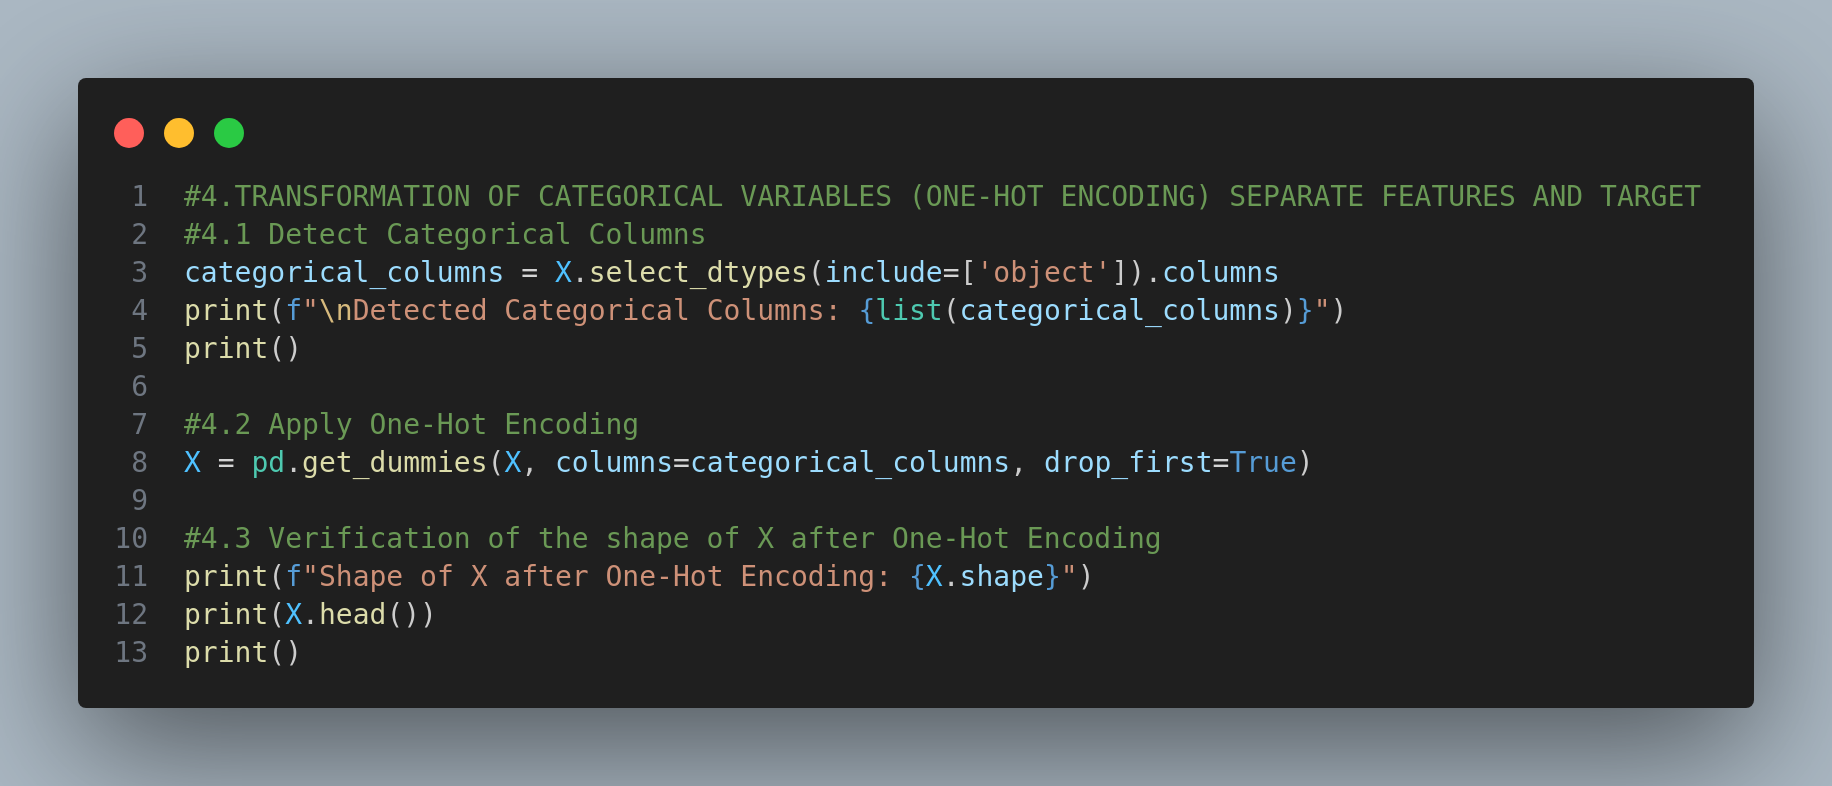 1 #4.TRANSFORMATION OF CATEGORICAL VARIABLES (ONE-HOT ENCODING) SEPARATE FEATURES AND TARGET
2 #4.1 Detect Categorical Columns
3 categorical_columns = X.select_dtypes(include=['object']).columns
4 print(f"\nDetected Categorical Columns: {list(categorical_columns)}")
5 print()
6
7 #4.2 Apply One-Hot Encoding
8 X = pd.get_dummies(X, columns=categorical_columns, drop_first=True)
9
10 #4.3 Verification of the shape of X after One-Hot Encoding
11 print(f"Shape of X after One-Hot Encoding: {X.shape}")
12 print(X.head())
13 print()